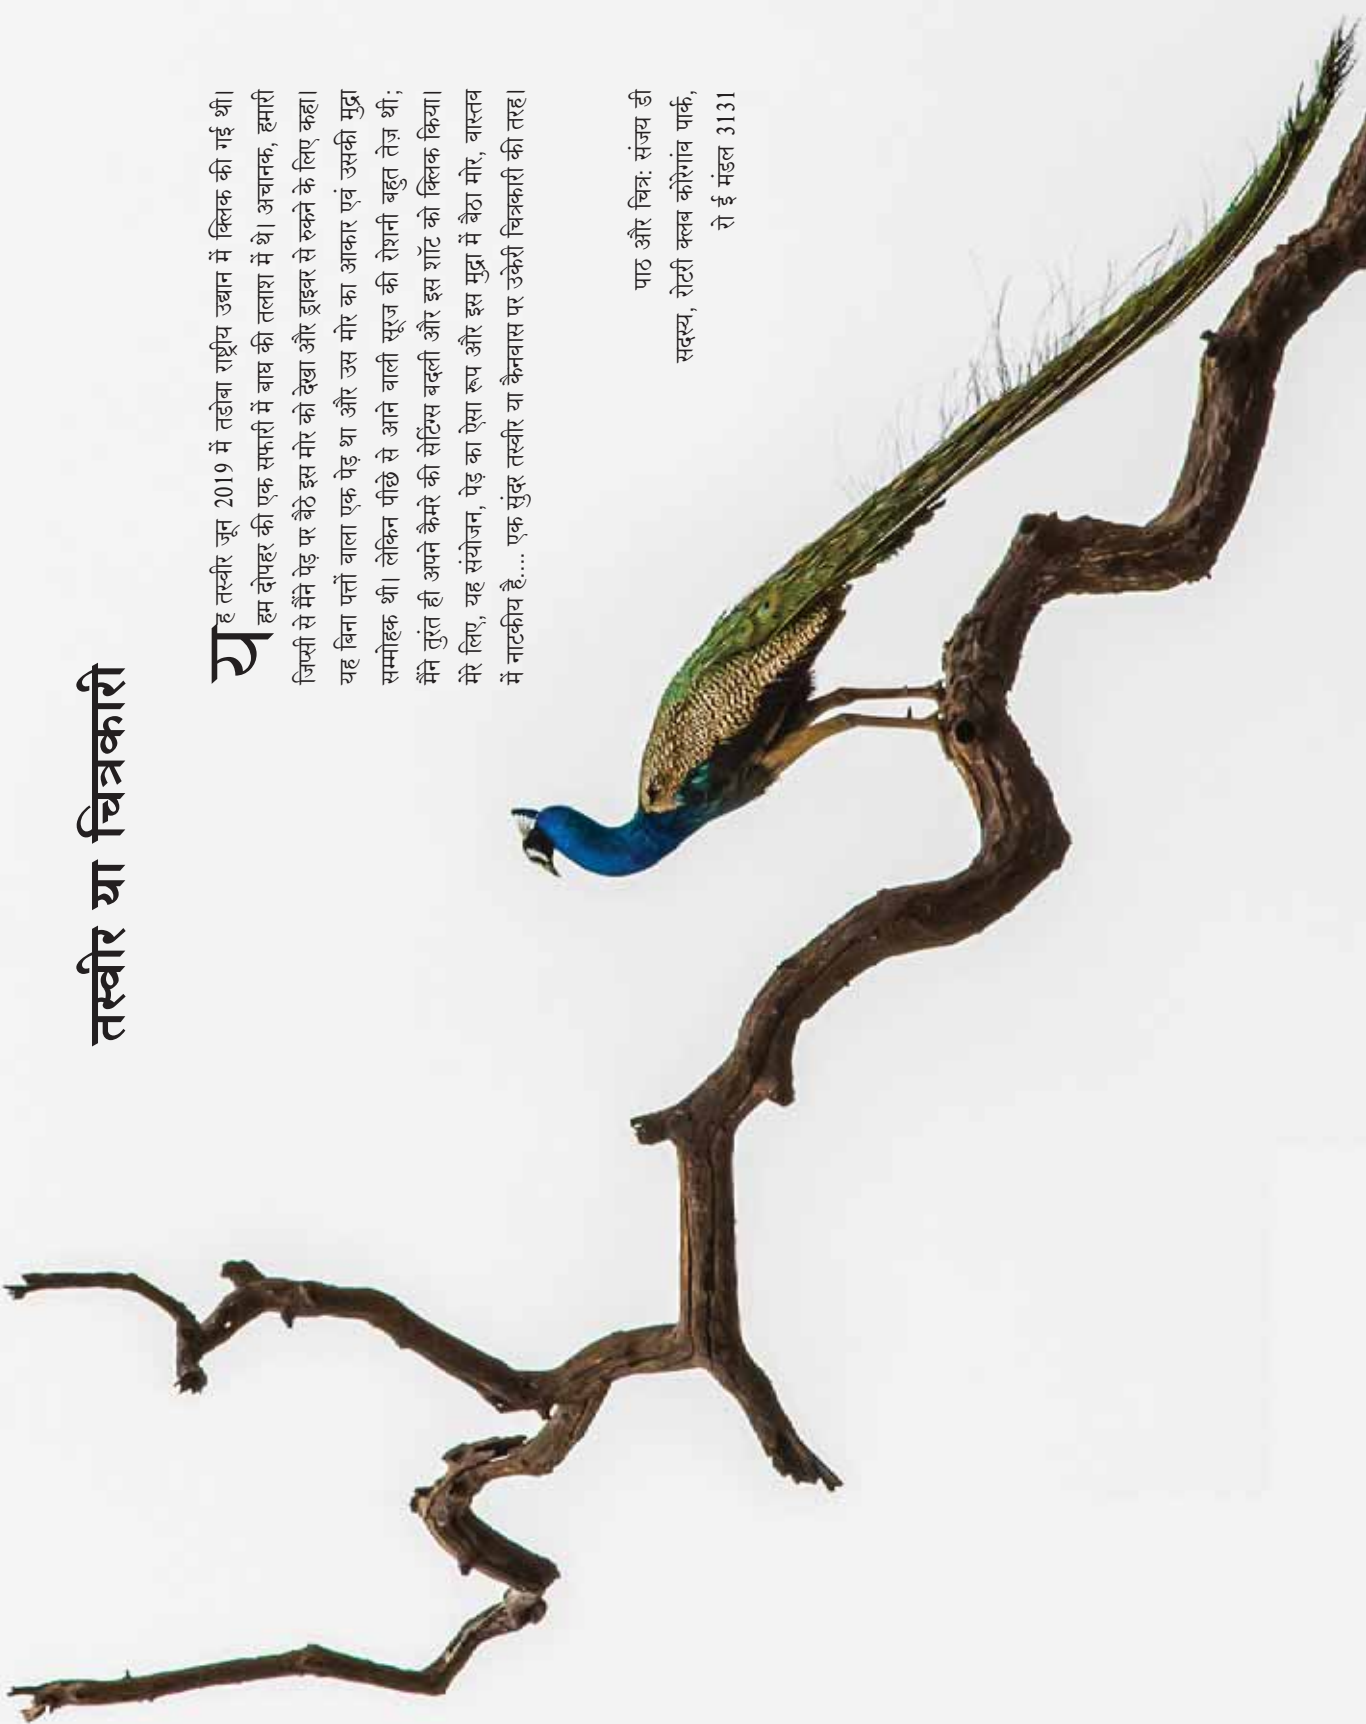 तस्वीर या चित्रकारी
यह तस्वीर जून 2019 में तडोबा राष्ट्रीय उद्यान में क्लिक की गई थी।
हम दोपहर की एक सफारी में बाघ की तलाश में थे। अचानक, हमारी
जिप्सी से मैंने पेड़ पर बैठे इस मोर को देखा और ड्राइवर से रुकने के लिए कहा।
यह बिना पत्तों वाला एक पेड़ था और उस मोर का आकार एवं उसकी मुद्रा
सम्मोहक थी। लेकिन पीछे से आने वाली सूरज की रोशनी बहुत तेज़ थी;
मैंने तुरंत ही अपने कैमरे की सेटिंग्स बदली और इस शॉट को क्लिक किया।
मेरे लिए, यह संयोजन, पेड़ का ऐसा रूप और इस मुद्रा में बैठा मोर, वास्तव
में नाटकीय है.... एक सुंदर तस्वीर या कैनवास पर उकेरी चित्रकारी की तरह।
पाठ और चित्र: संजय डी
सदस्य, रोटरी क्लब कोरेगांव पार्क,
रो ई मंडल 3131